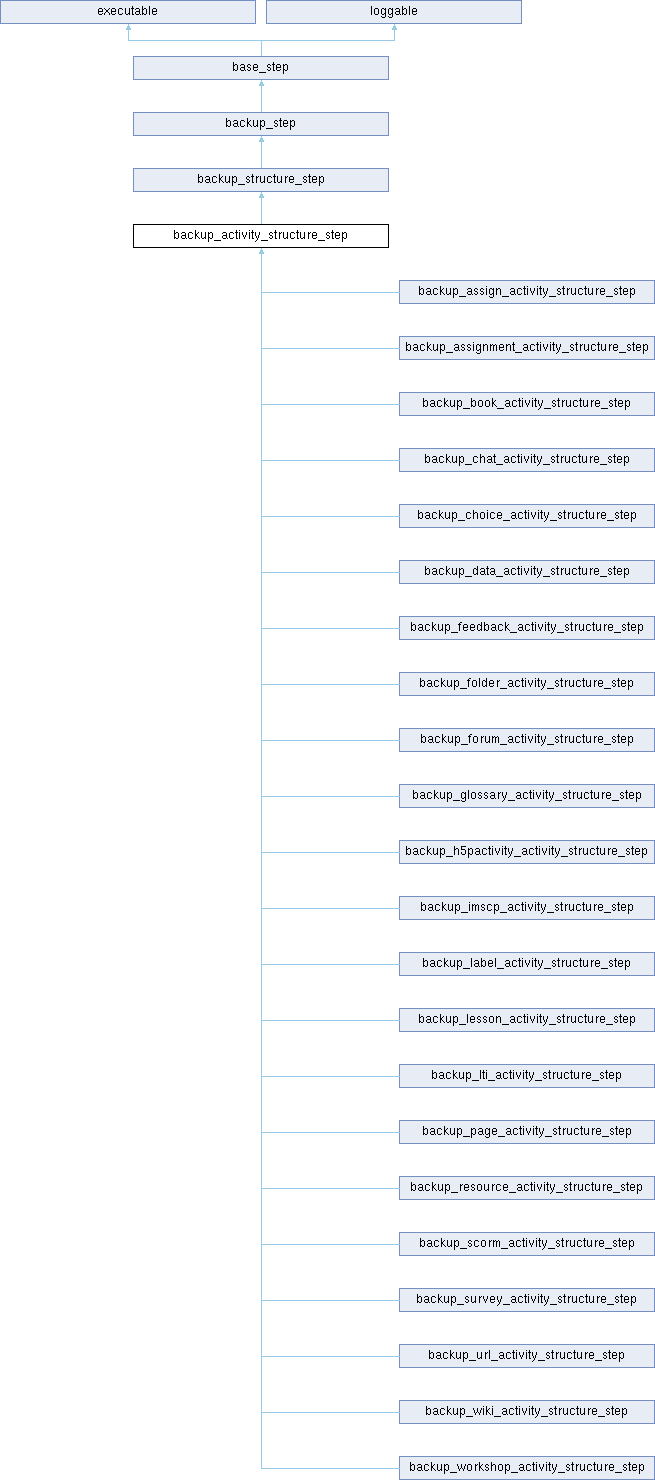 executable
loggable
base_step
backup_step
backup_structure_step
backup_activity_structure_step
backup_assign_activity_structure_step
backup_assignment_activity_structure_step
backup_book_activity_structure_step
backup_chat_activity_structure_step
backup_choice_activity_structure_step
backup_data_activity_structure_step
backup_feedback_activity_structure_step
backup_folder_activity_structure_step
backup_forum_activity_structure_step
backup_glossary_activity_structure_step
backup_h5pactivity_activity_structure_step
backup_imscp_activity_structure_step
backup_label_activity_structure_step
backup_lesson_activity_structure_step
backup_lti_activity_structure_step
backup_page_activity_structure_step
backup_resource_activity_structure_step
backup_scorm_activity_structure_step
backup_survey_activity_structure_step
backup_url_activity_structure_step
backup_wiki_activity_structure_step
backup_workshop_activity_structure_step